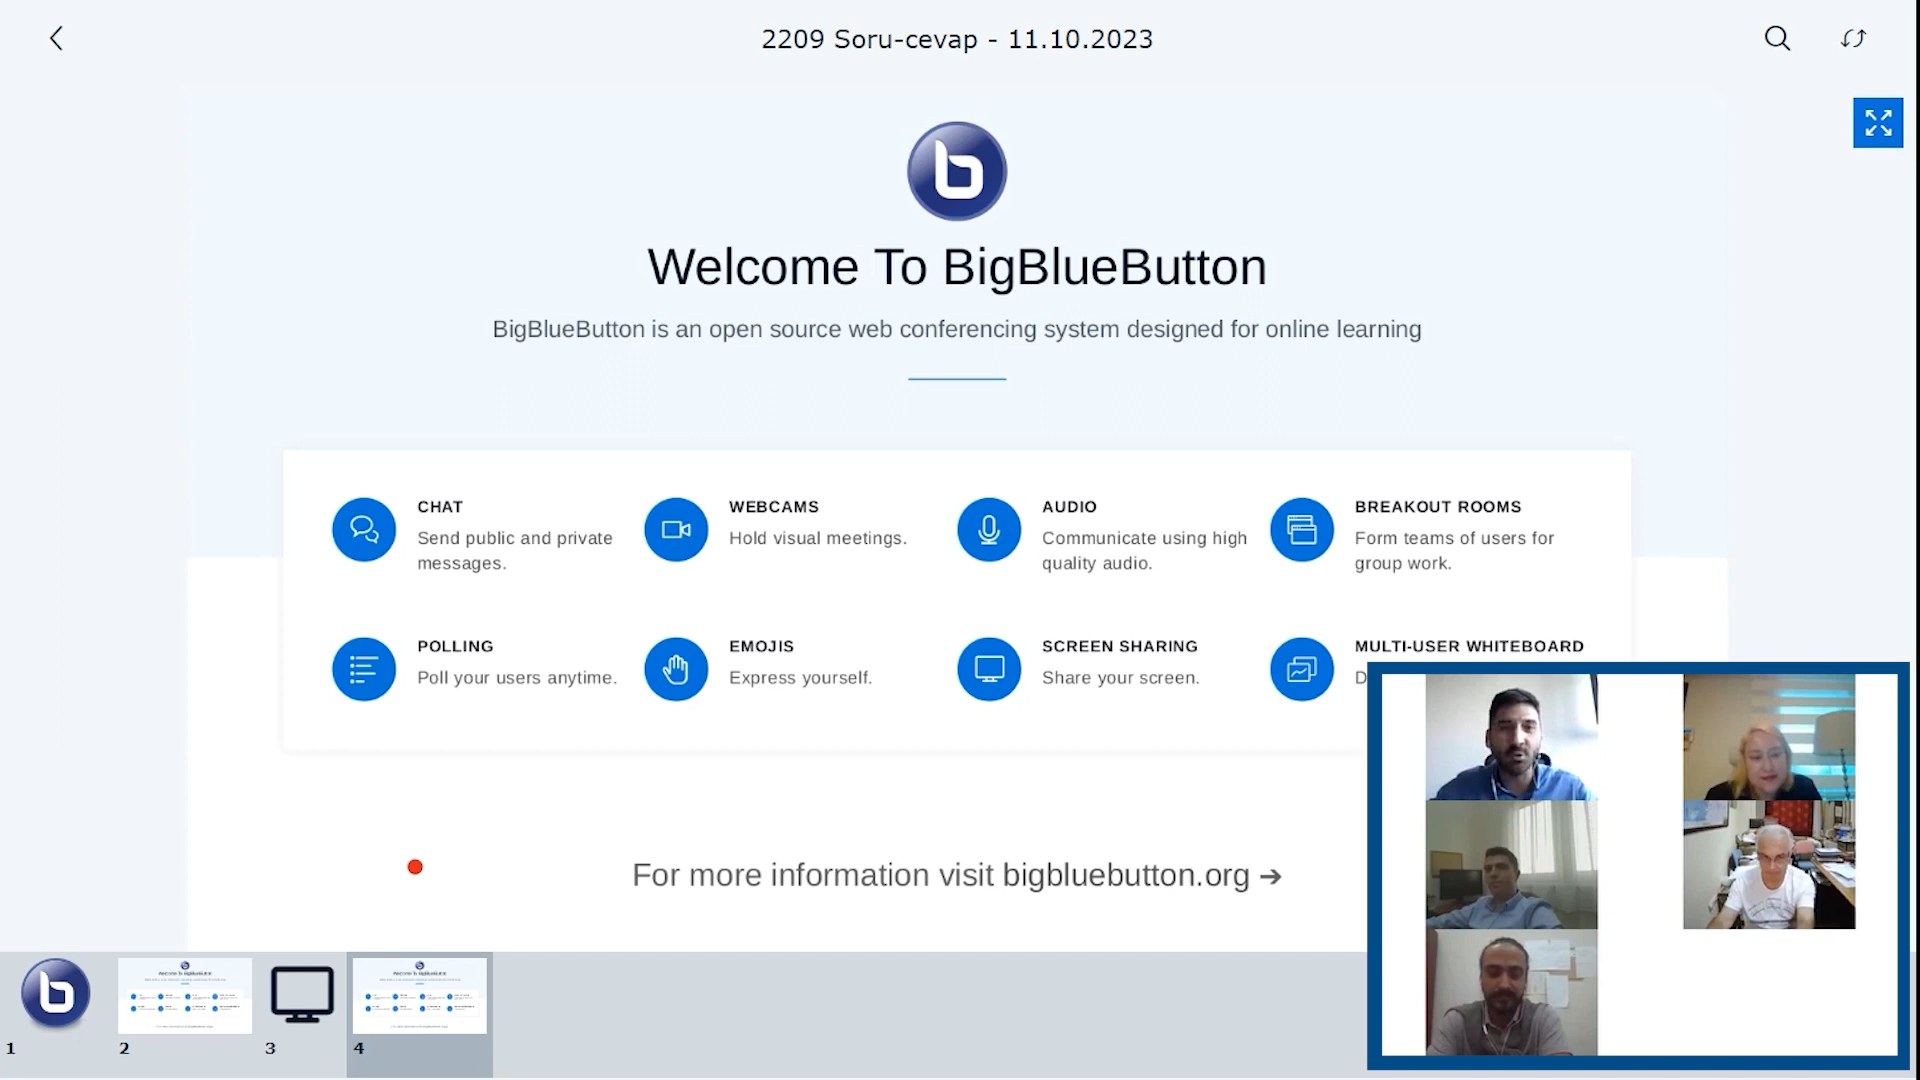 2209 Soru-cevap - 11.10.2023
Welcome To BigBlueButton
BigBlueButton is an open source web conferencing system designed for online learning
CHAT
Send public and private
messages.
WEBCAMS
Hold visual meetings.
AUDIO
Communicate using high
quality audio.
BREAKOUT ROOMS
Form teams of users for
group work.
POLLING
Poll your users anytime.
EMOJIS
Express yourself.
SCREEN SHARING
Share your screen.
MULTI-USER WHITEBOARD
For more information visit bigbluebutton.org →
1
2
3
4